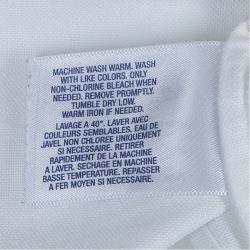 MACHINE WASH WARM. WASH
WITH LIKE COLORS. ONLY
NON-CHLORINE BLEACH WHEN
NEEDED. REMOVE PROMPTLY.
TUMBLE DRY LOW.
WARM IRON IF NEEDED.
LAVAGE A 40°. LAVER AVEC
COULEURS SEMBLABLES. EAU DE
JAVEL NON CHLOREE UNIQUEMENT
SI NECESSAIRE. RETIRER
RAPIDEMENT DE LA MACHINE
A LAVER. SECHAGE EN MACHINE
BASSE TEMPERATURE. REPASSER
A FER MOYEN SI NECESSAIRE.